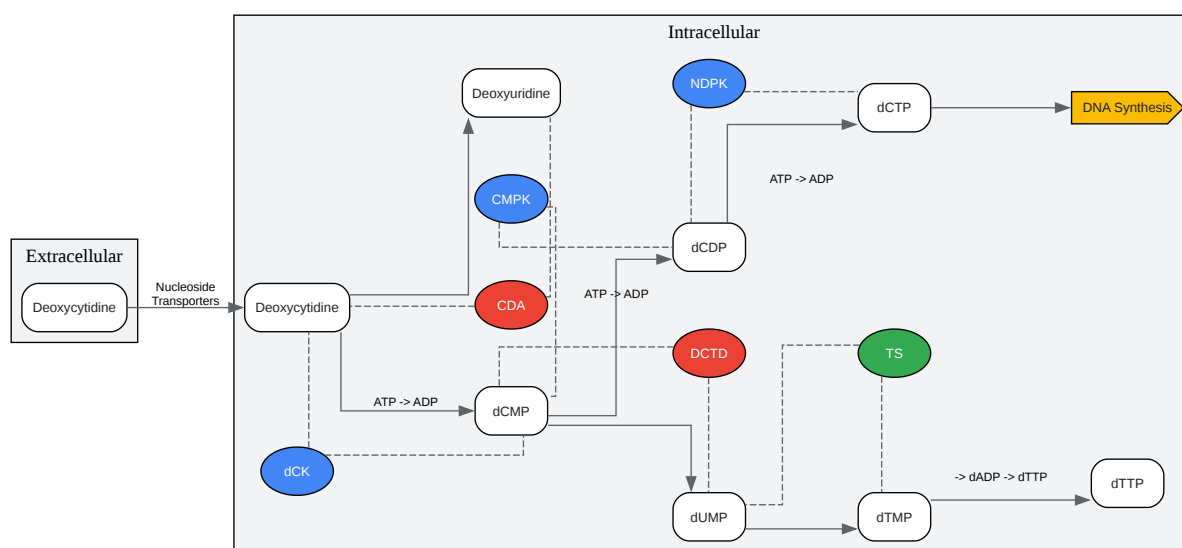 Intracellular
NDPK
Deoxyuridine
dCTP
DNA Synthesis
ATP -> ADP
CMPK
Extracellular
dCDP
Deoxycytidine
Nucleoside
Transporters
Deoxycytidine
CDA
ATP -> ADP
DCTD
TS
ATP -> ADP
dCMP
dCK
-> dADP -> dTTP
dTTP
dUMP
dTMP